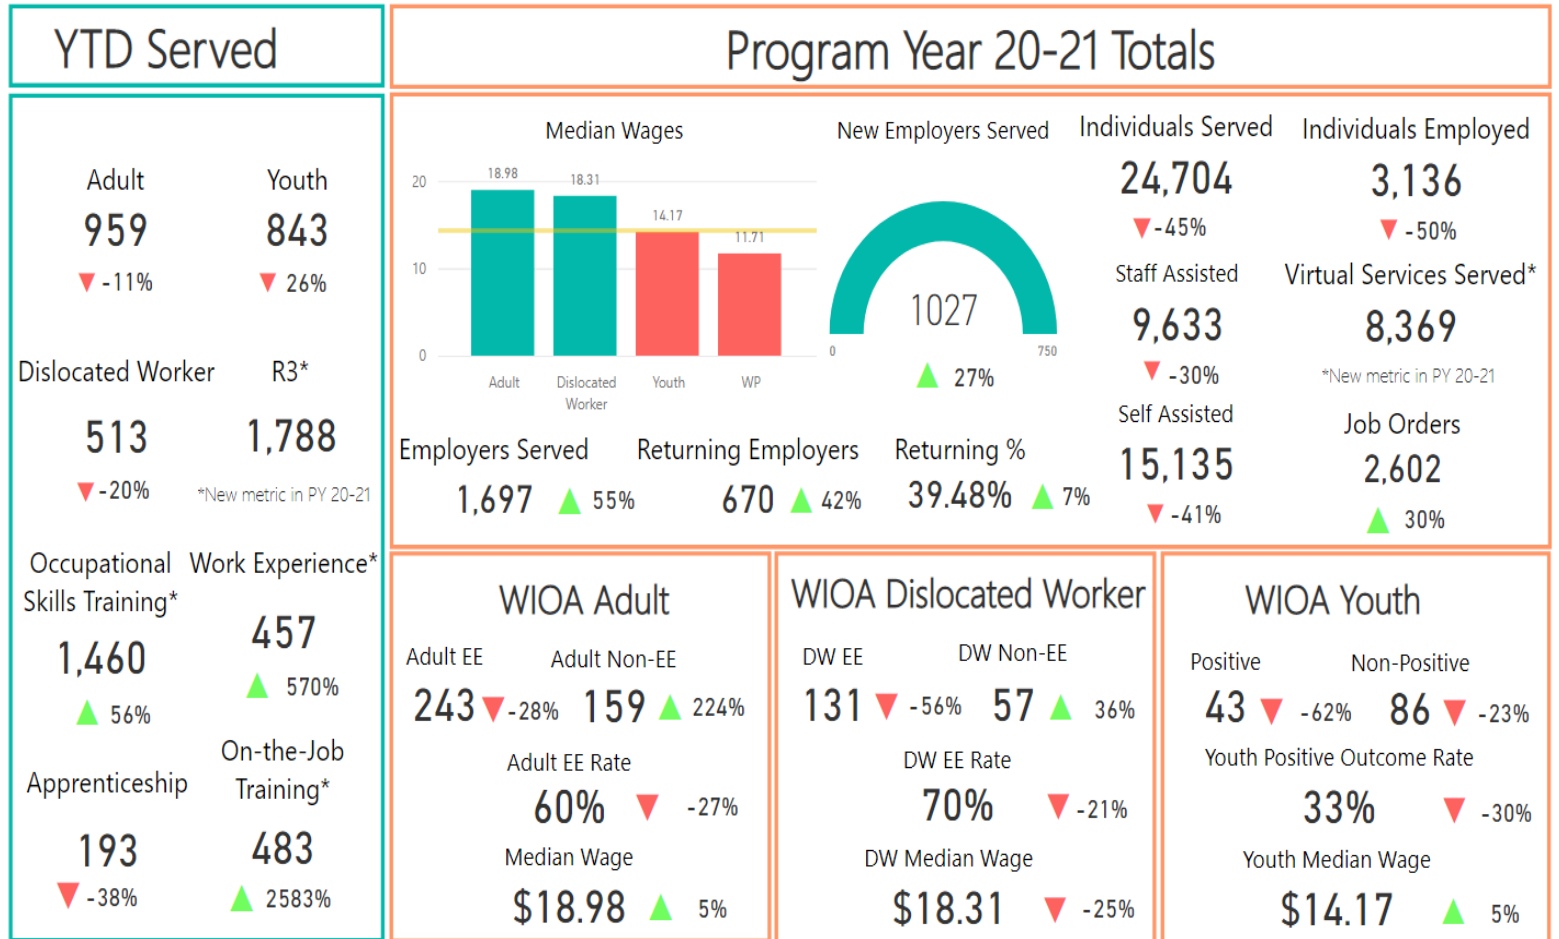 YTD Served
Adult Youth
959 843
-11% 26%
Dislocated Worker R3*
513 1,788
-20% *New metric in PY 20-21
Occupational Work Experience*
Skills Training*
1,460 457
56% 570%
Apprenticeship On-the-Job
Training*
193 483
-38% 2583%
Program Year 20-21 Totals
Median Wages
20
10
0
18.98 18.31 14.17 11.71
Adult Dislocated Youth WP
Worker
New Employers Served
1027
0 750
27%
Employers Served Returning Employers Returning %
1,697 55% 670 42% 39.48% 7%
Individuals Served Individuals Employed
24,704 3,136
-45% -50%
Staff Assisted Virtual Services Served*
9,633 8,369
-30% *New metric in PY 20-21
Self Assisted Job Orders
15,135 2,602
-41% 30%
WIOA Adult
Adult EE Adult Non-EE
243 -28% 159 224%
Adult EE Rate
60% -27%
Median Wage
$18.98 5%
WIOA Dislocated Worker
DW EE DW Non-EE
131 -56% 57 36%
DW EE Rate
70% -21%
DW Median Wage
$18.31 -25%
WIOA Youth
Positive Non-Positive
43 -62% 86 -23%
Youth Positive Outcome Rate
33% -30%
Youth Median Wage
$14.17 5%